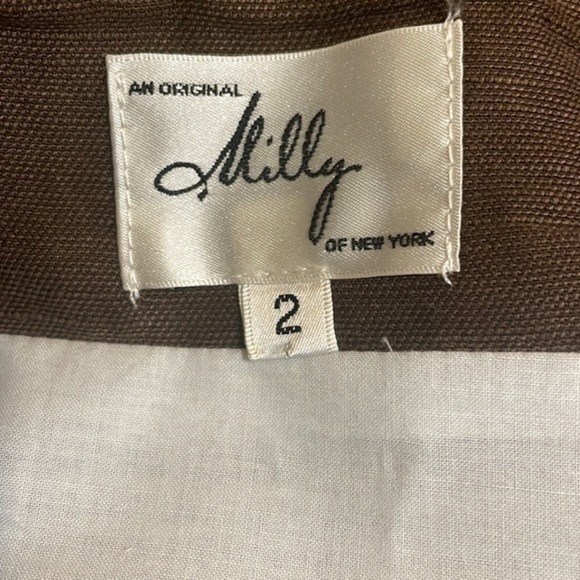 AN ORIGINAL
Milly
OF NEW YORK
2